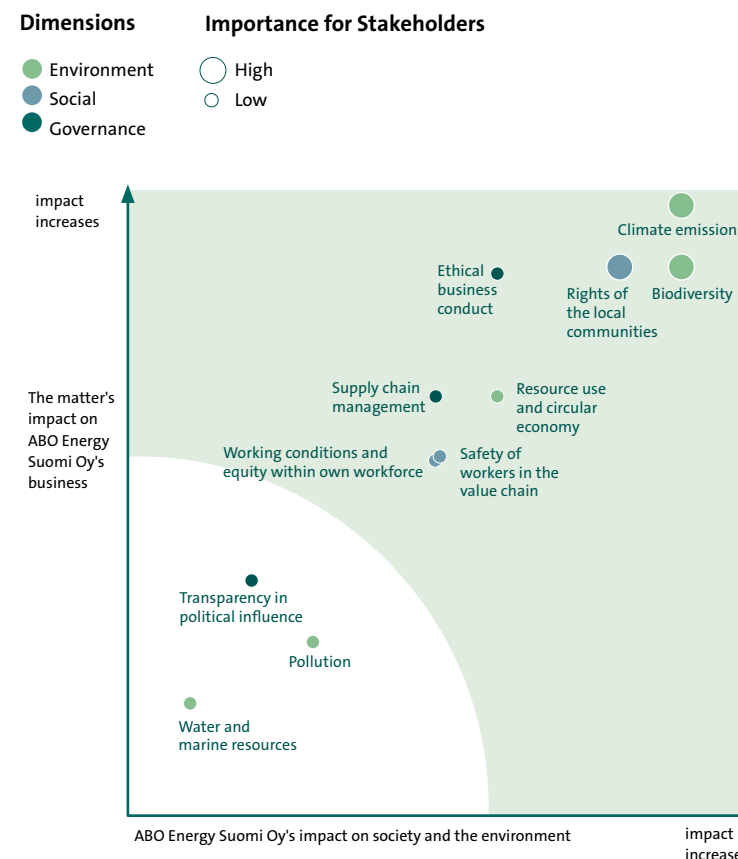 Dimensions
Importance for Stakeholders
Environment
Social
Governance
High
Low
impact
increases
Climate emission
Ethical
business
conduct
Rights of
the local
communities
Biodiversity
The matter's
impact on
ABO Energy
Suomi Oy's
business
Supply chain
management
Resource use
and circular
economy
Working conditions and
equity within own workforce
Safety of
workers in the
value chain
Transparency in
political influence
Pollution
Water and
marine resources
ABO Energy Suomi Oy's impact on society and the environment
impact
increase